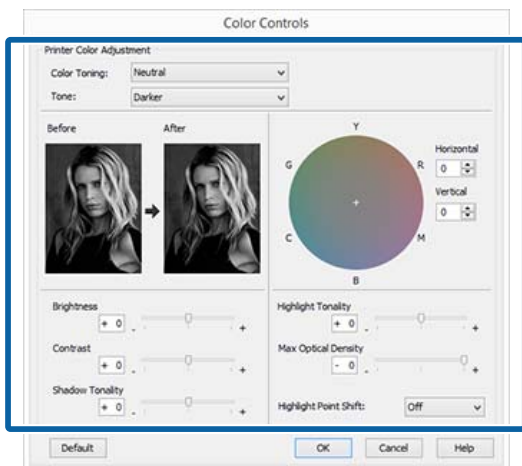 Color Controls
Printer Color Adjustment
Color Toning: Neutral
Tone: Darker
Before After
Y
G R
C M
B
Horizontal
0
Vertical
0
Brightness
+ 0 - +
Contrast
+ 0 - +
Shadow Tonality
+ 0 - +
Highlight Tonality
+ 0 - +
Max Optical Density
- 0 - +
Highlight Point Shift: Off
Default OK Cancel Help